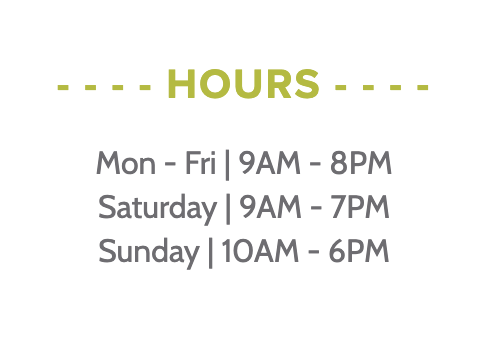 - - - - HOURS - - - -
Mon - Fri | 9AM - 8PM
Saturday | 9AM - 7PM
Sunday | 10AM - 6PM